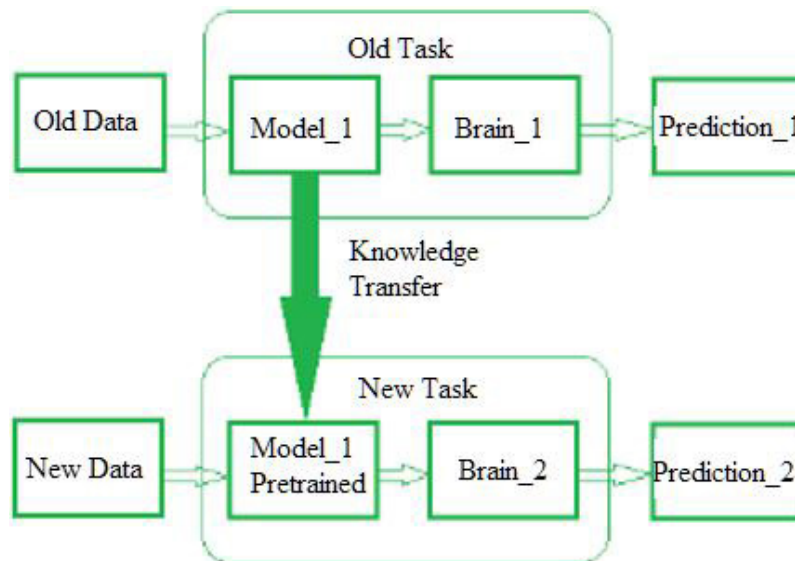 Old Task
Old Data
Model_1
Brain_1
Prediction_1
Knowledge
Transfer
New Task
New Data
Model_1
Pretrained
Brain_2
Prediction_2